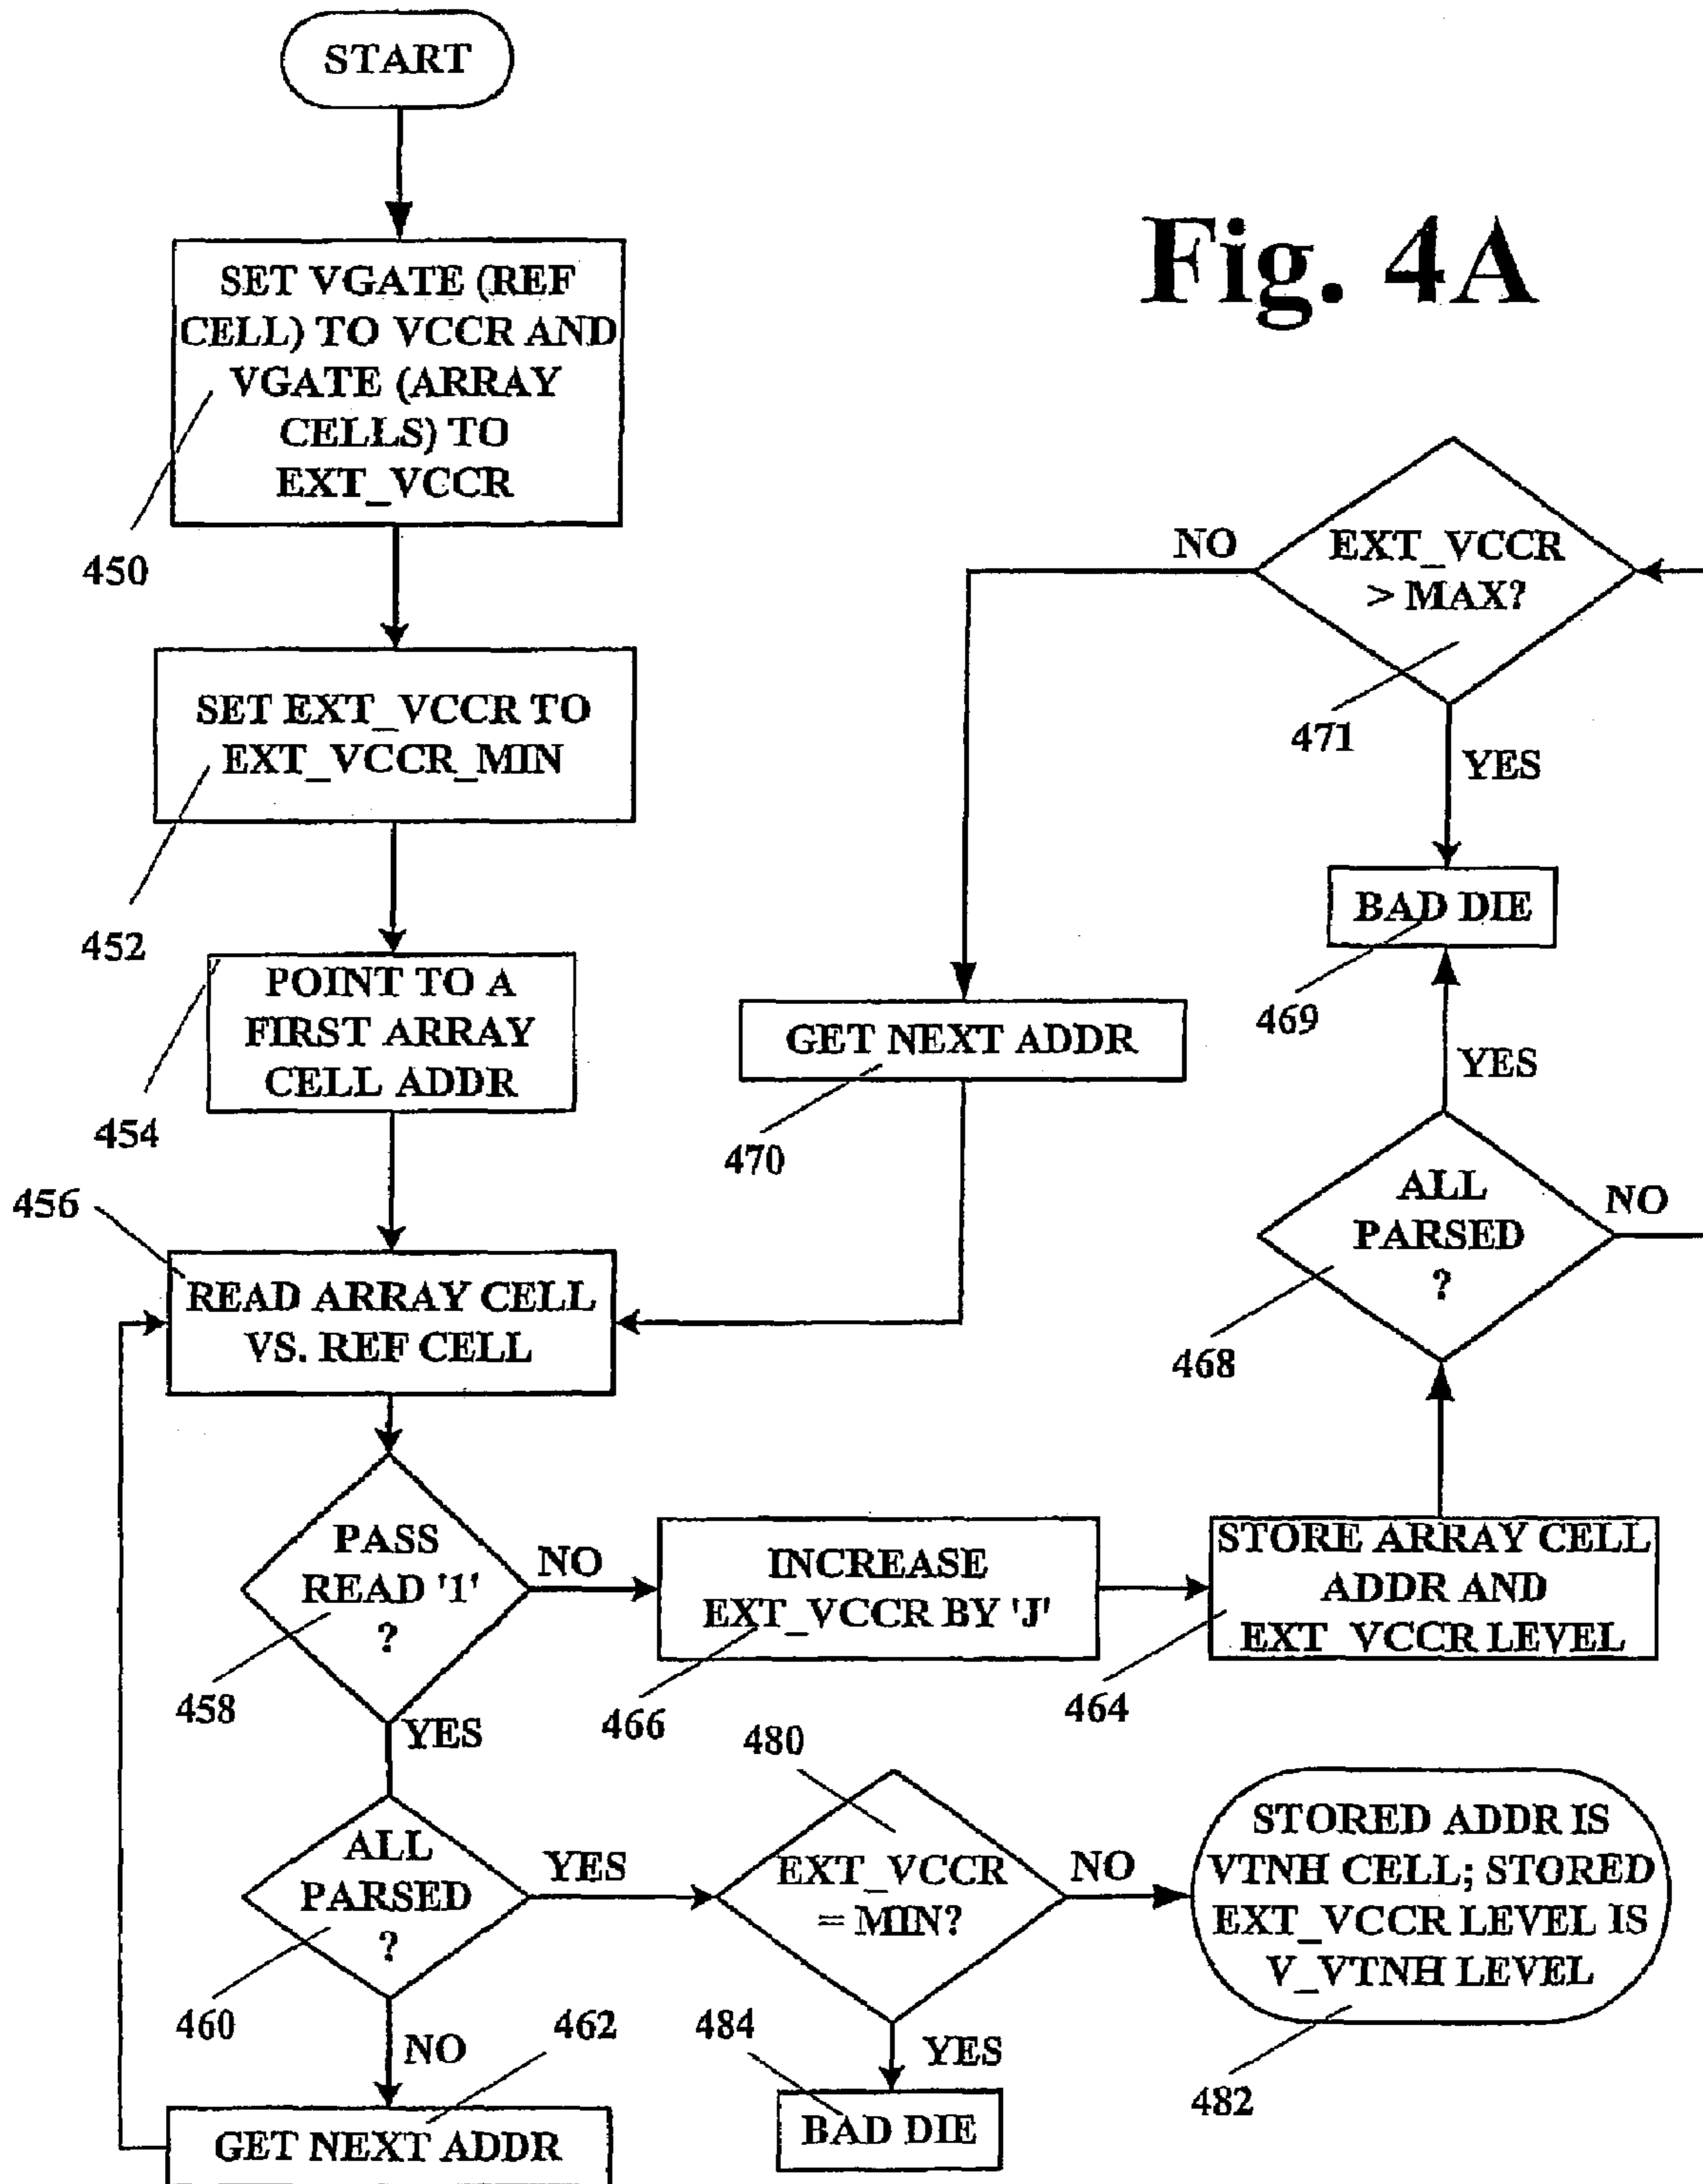 START
Fig. 4A
SET VGATE (REF
CELL) TO VCCR AND
VGATE (ARRAY
CELLS) TO
EXT_VCCR
450
SET EXT_VCCR TO
EXT_VCCR_MIN
452
POINT TO A
FIRST ARRAY
CELL ADDR
454
456
READ ARRAY CELL
VS. REF CELL
PASS
READ '1'
?
458
NO
YES
INCREASE
EXT_VCCR BY 'J'
466
STORE ARRAY CELL
ADDR AND
EXT_VCCR LEVEL
464
ALL
PARSED
?
468
NO
YES
BAD DIE
469
EXT_VCCR
> MAX?
471
YES
NO
GET NEXT ADDR
470
ALL
PARSED
?
460
YES
NO
462
GET NEXT ADDR
480
EXT_VCCR
= MIN?
NO
YES
484
BAD DIE
STORED ADDR IS
VTNH CELL; STORED
EXT_VCCR LEVEL IS
V_VTNH LEVEL
482